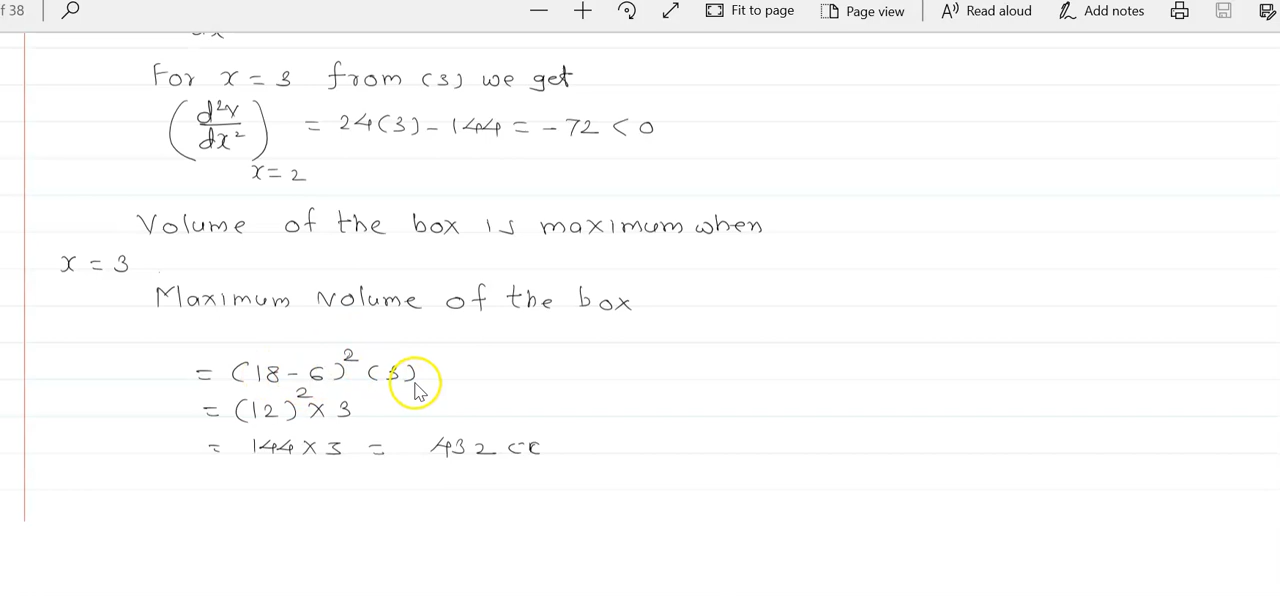 f 38 Fit to page Page view Read aloud Add notes
For x = 3 from (3) we get
(d²V/dx²) x=2 = 24(3) - 144 = -72 < 0
Volume of the box is maximum when
x = 3
Maximum Volume of the box
= (18 - 6)² (3)
= (12)² × 3
= 144 × 3 = 432 cc